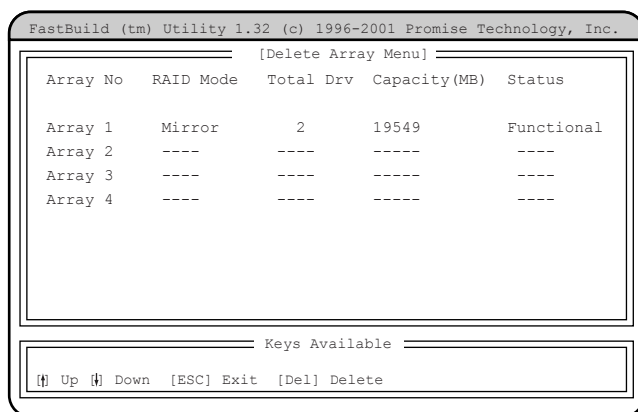 FastBuild (tm) Utility 1.32 (c) 1996-2001 Promise Technology, Inc.
[Delete Array Menu]
Array No RAID Mode Total Drv Capacity(MB) Status
Array 1 Mirror 2 19549 Functional
Array 2 ---- ---- ----- ----
Array 3 ---- ---- ----- ----
Array 4 ---- ---- ----- ----
Keys Available
[↑] Up [↓] Down [ESC] Exit [Del] Delete